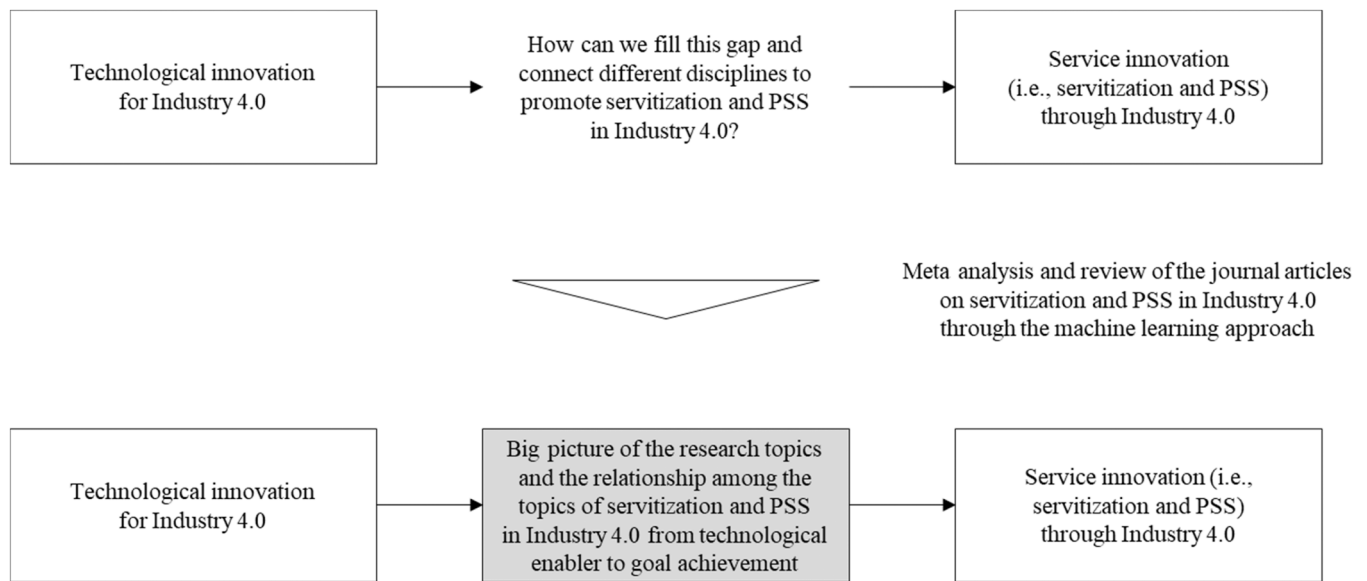 Technological innovation
for Industry 4.0
How can we fill this gap and
connect different disciplines to
promote servitization and PSS
in Industry 4.0?
Service innovation
(i.e., servitization and PSS)
through Industry 4.0
Meta analysis and review of the journal articles
on servitization and PSS in Industry 4.0
through the machine learning approach
Technological innovation
for Industry 4.0
Big picture of the research topics
and the relationship among the
topics of servitization and PSS
in Industry 4.0 from technological
enabler to goal achievement
Service innovation (i.e.,
servitization and PSS)
through Industry 4.0